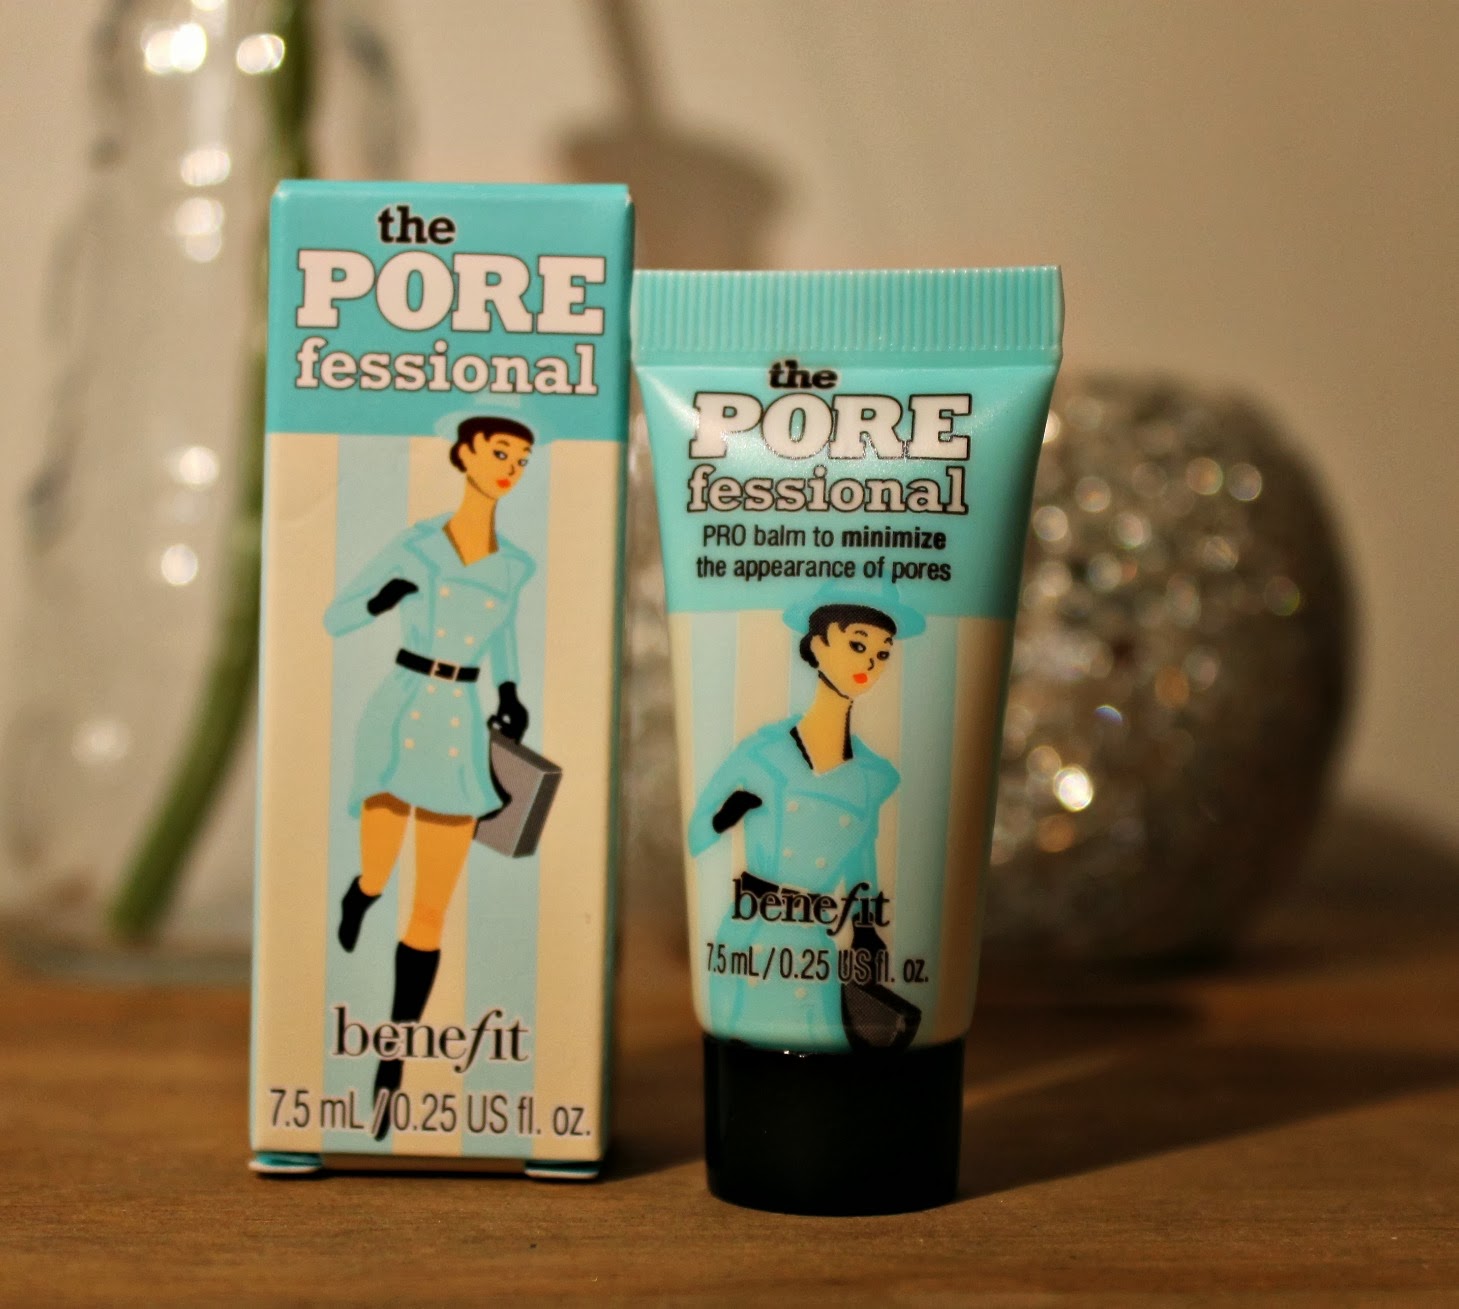 the
PORE
fessional
benefit
7.5 mL / 0.25 US fl. oz.
the
PORE
fessional
PRO balm to minimize
the appearance of pores
benefit
7.5 mL / 0.25 US fl. oz.